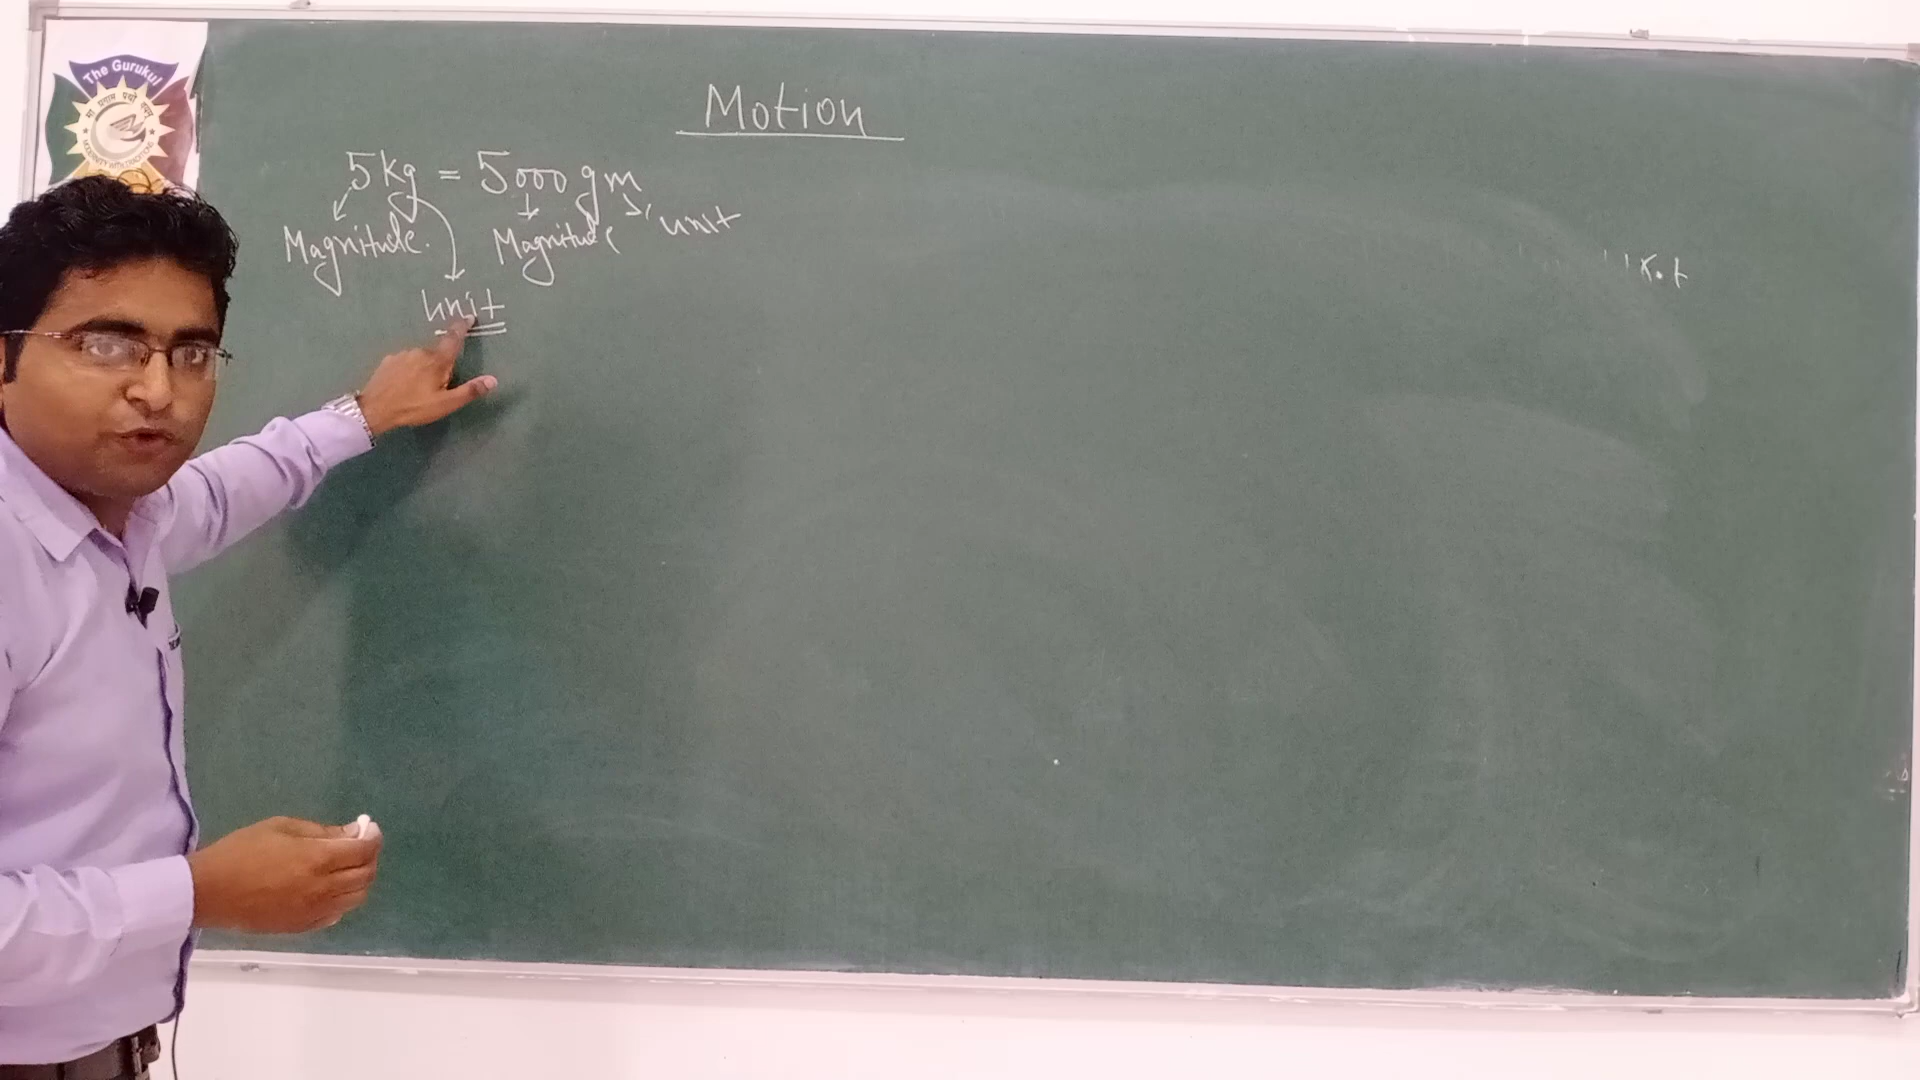 The Gurukul
Motion
5kg = 5000 gm
Magnitude. Magnitude unit
unit